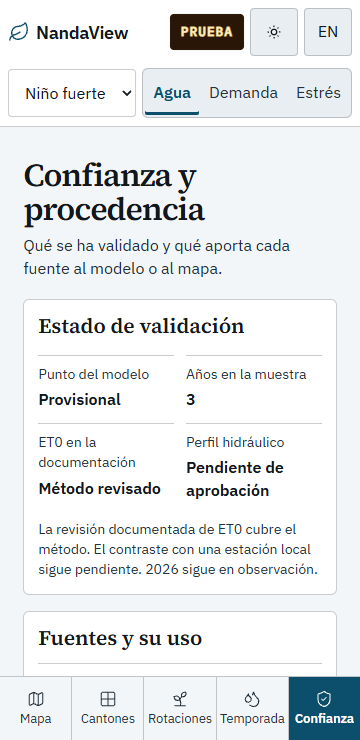 NandaView
PRUEBA
EN
Niño fuerte
Agua
Demanda
Estrés
Confianza y
procedencia
Qué se ha validado y qué aporta cada
fuente al modelo o al mapa.
Estado de validación
Punto del modelo
Provisional
Años en la muestra
3
ET0 en la
documentación
Método revisado
Perfil hidráulico
Pendiente de
aprobación
La revisión documentada de ET0 cubre el
método. El contraste con una estación local
sigue pendiente. 2026 sigue en observación.
Fuentes y su uso
Mapa
Cantones
Rotaciones
Temporada
Confianza